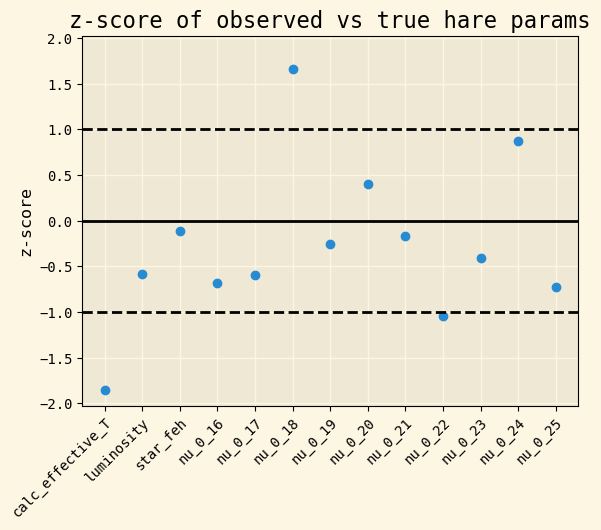 z-score of observed vs true hare params
z-score
2.0
1.5
1.0
0.5
0.0
−0.5
−1.0
−1.5
−2.0
calc_effective_T
luminosity
star_feh
nu_0_16
nu_0_17
nu_0_18
nu_0_19
nu_0_20
nu_0_21
nu_0_22
nu_0_23
nu_0_24
nu_0_25